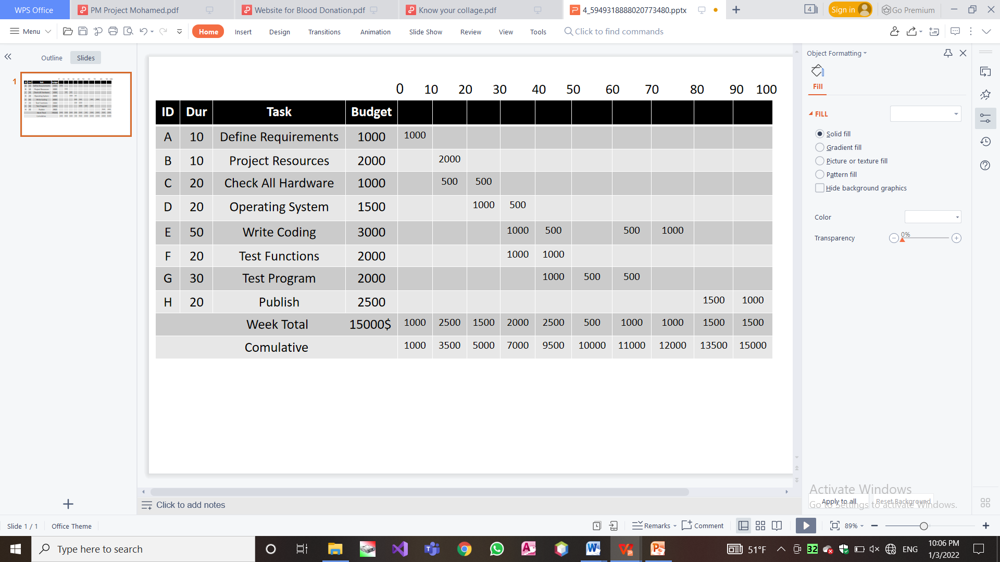 WPS Office PM Project Mohamed.pdf Website for Blood Donation.pdf Know your collage.pdf 4_5949318888020773480.pptx 4 Sign in Go Premium
Menu Home Insert Design Transitions Animation Slide Show Review View Tools Click to find commands
Outline Slides
Object Formatting
1
Fill
0 10 20 30 40 50 60 70 80 90 100
ID Dur Task Budget
A 10 Define Requirements 1000 1000
B 10 Project Resources 2000 2000
C 20 Check All Hardware 1000 500 500
D 20 Operating System 1500 1000 500
E 50 Write Coding 3000 1000 500 500 1000
F 20 Test Functions 2000 1000 1000
G 30 Test Program 2000 1000 500 500
H 20 Publish 2500 1500 1000
Week Total 15000$ 1000 2500 1500 2000 2500 500 1000 1000 1500 1500
Comulative 1000 3500 5000 7000 9500 10000 11000 12000 13500 15000
FILL
Solid fill
Gradient fill
Picture or texture fill
Pattern fill
Hide background graphics
Color
Transparency 0%
Activate Windows
Go to Settings to activate Windows.
Apply to all Reset Background
Click to add notes
Slide 1 / 1 Office Theme Remarks Comment 89%
Type here to search 51°F 32 ENG 10:06 PM
1/3/2022